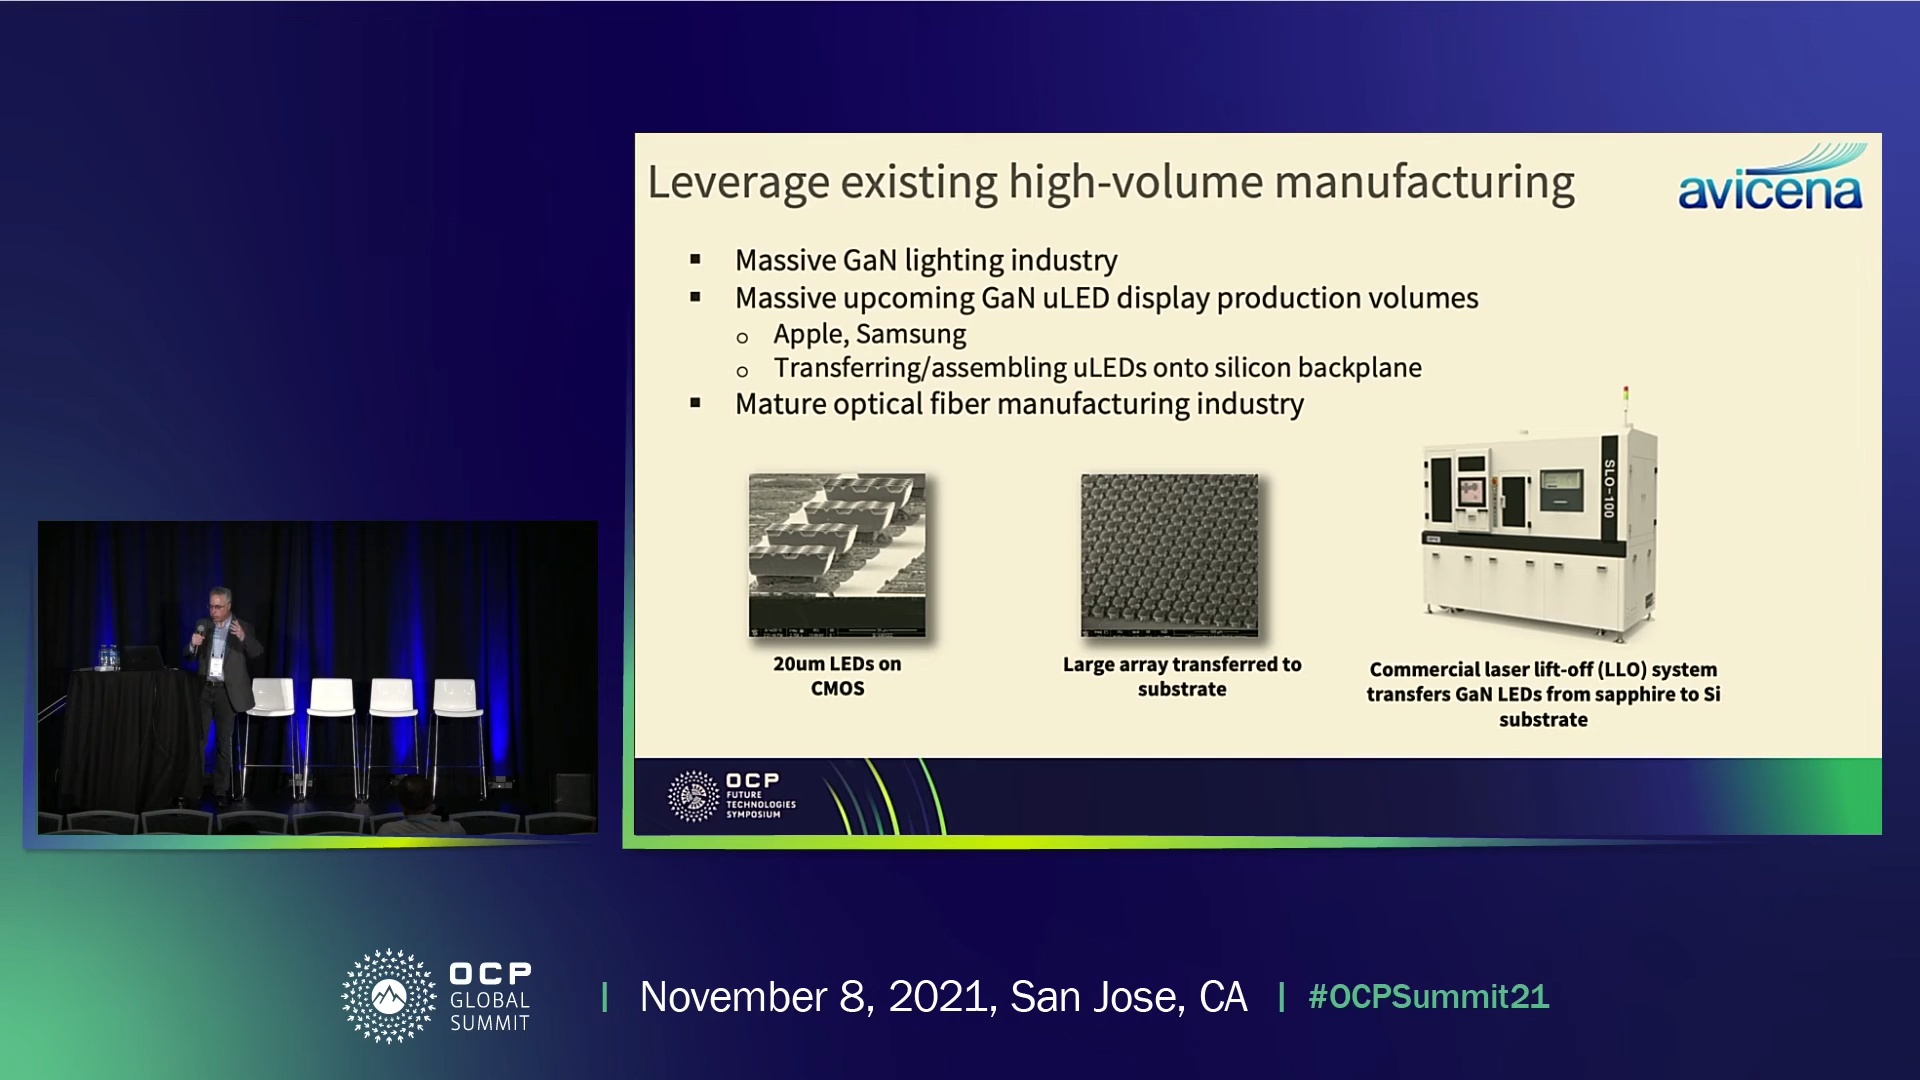 Leverage existing high-volume manufacturing
avicena
Massive GaN lighting industry
Massive upcoming GaN uLED display production volumes
Apple, Samsung
Transferring/assembling uLEDs onto silicon backplane
Mature optical fiber manufacturing industry
SLO-100
20um LEDs on
CMOS
Large array transferred to
substrate
Commercial laser lift-off (LLO) system
transfers GaN LEDs from sapphire to Si
substrate
OCP
FUTURE
TECHNOLOGIES
SYMPOSIUM
OCP
GLOBAL
SUMMIT
November 8, 2021, San Jose, CA
#OCPSummit21